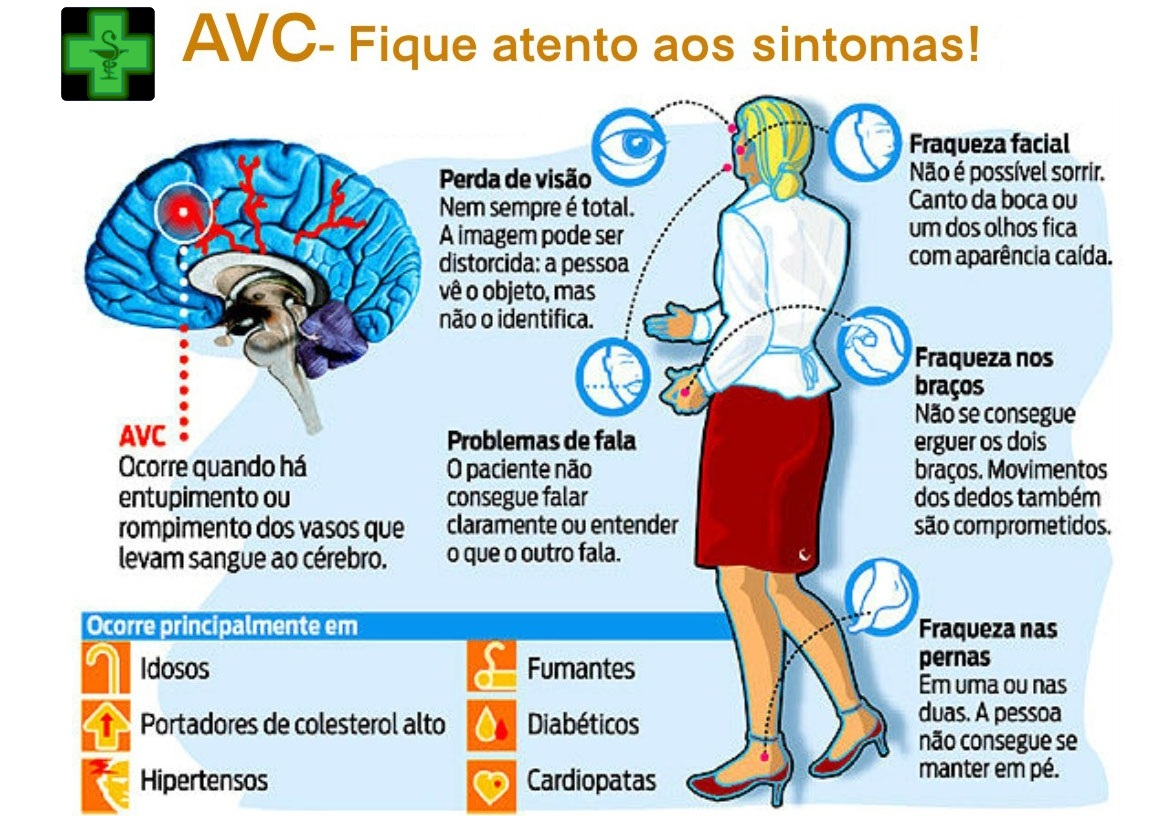 AVC- Fique atento aos sintomas!
Perda de visão
Nem sempre é total.
A imagem pode ser
distorcida: a pessoa
vê o objeto, mas
não o identifica.
Fraqueza facial
Não é possível sorrir.
Canto da boca ou
um dos olhos fica
com aparência caída.
AVC
Ocorre quando há
entupimento ou
rompimento dos vasos que
levam sangue ao cérebro.
Problemas de fala
O paciente não
consegue falar
claramente ou entender
o que o outro fala.
Fraqueza nos
braços
Não se consegue
erguer os dois
braços. Movimentos
dos dedos também
são comprometidos.
Fraqueza nas
pernas
Em uma ou nas
duas. A pessoa
não consegue se
manter em pé.
Ocorre principalmente em
Idosos
Portadores de colesterol alto
Hipertensos
Fumantes
Diabéticos
Cardiopatas